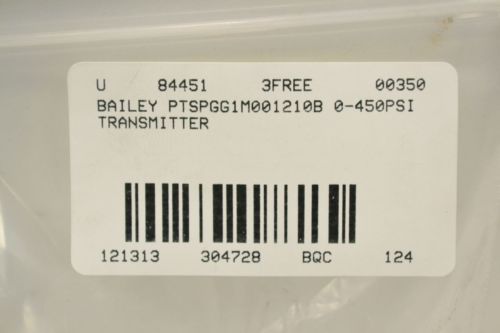 U 84451 3FREE 00350
BAILEY PTSPGG1M001210B 0-450PSI
TRANSMITTER
121313 304728 BQC 124